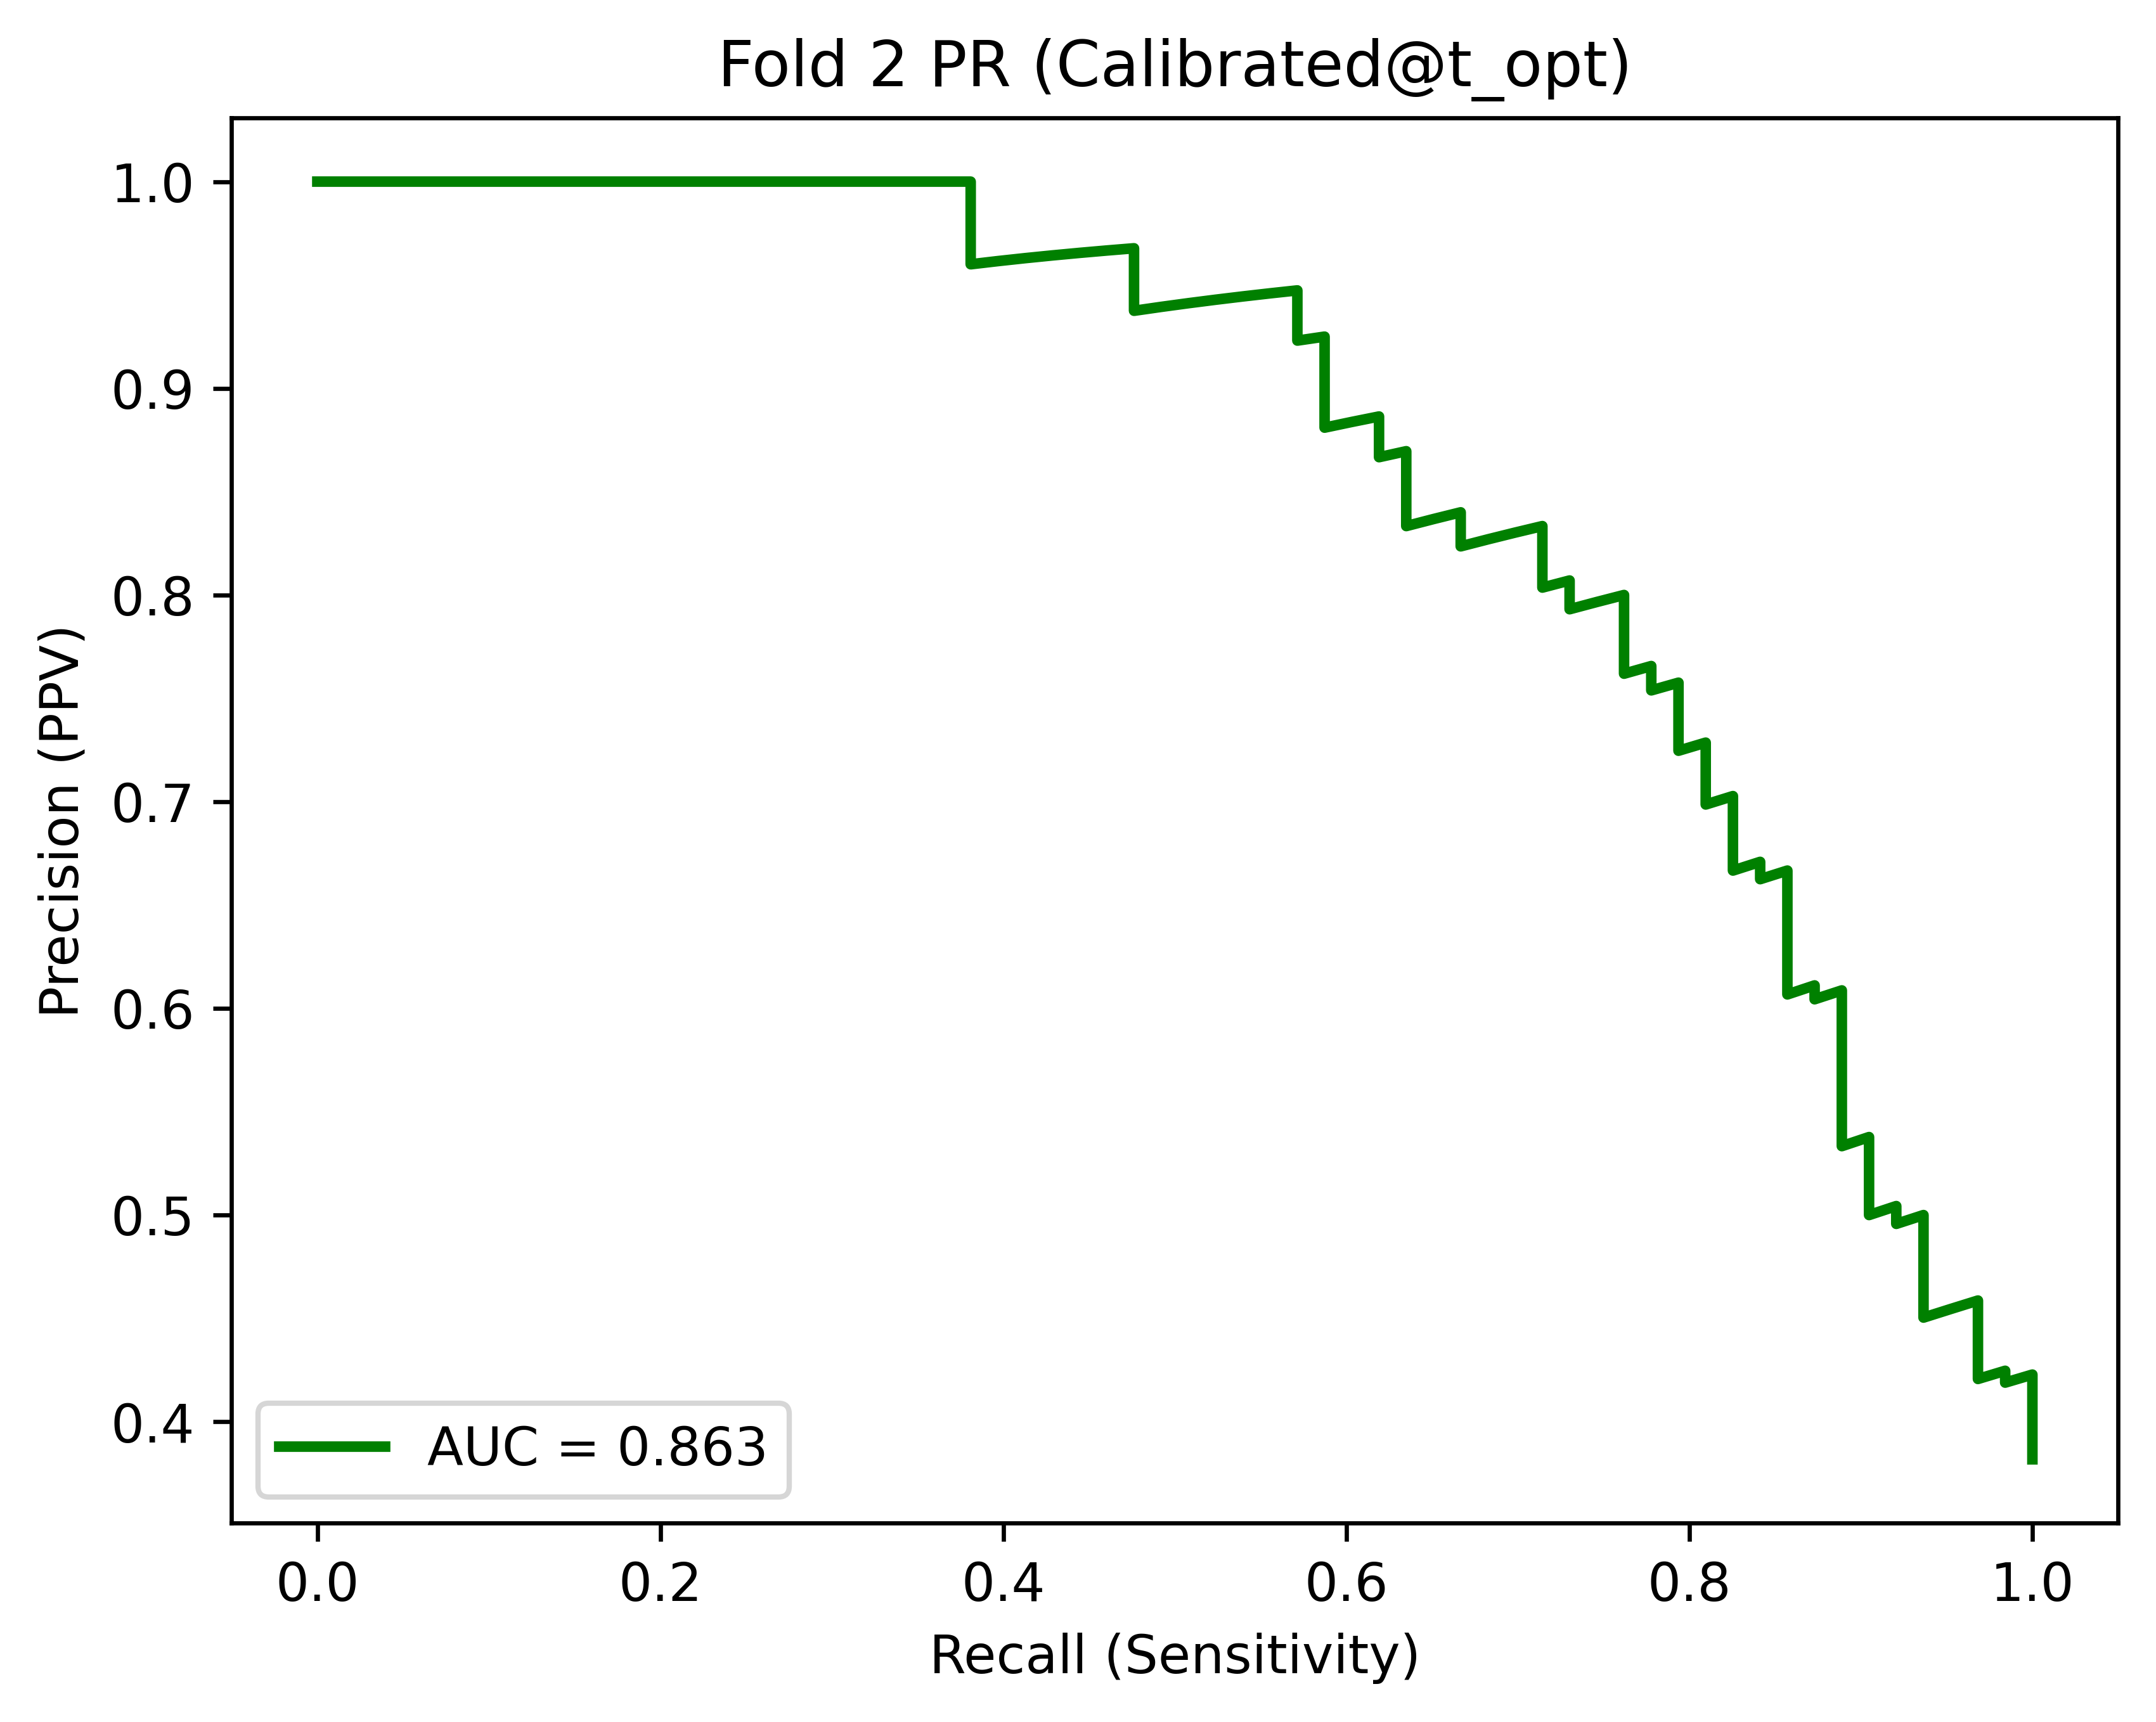 Fold 2 PR (Calibrated@t_opt)
1.0
0.9
0.8
0.7
0.6
0.5
0.4
Precision (PPV)
AUC = 0.863
0.0 0.2 0.4 0.6 0.8 1.0
Recall (Sensitivity)